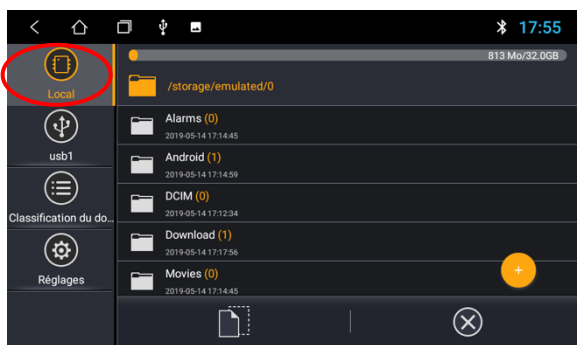 17:55
Local
usb1
Classification du do...
Réglages
813 Mo/32.0GB
/storage/emulated/0
Alarms (0)
2019-05-14 17:14:45
Android (1)
2019-05-14 17:14:59
DCIM (0)
2019-05-14 17:12:34
Download (1)
2019-05-14 17:17:56
Movies (0)
2019-05-14 17:14:45